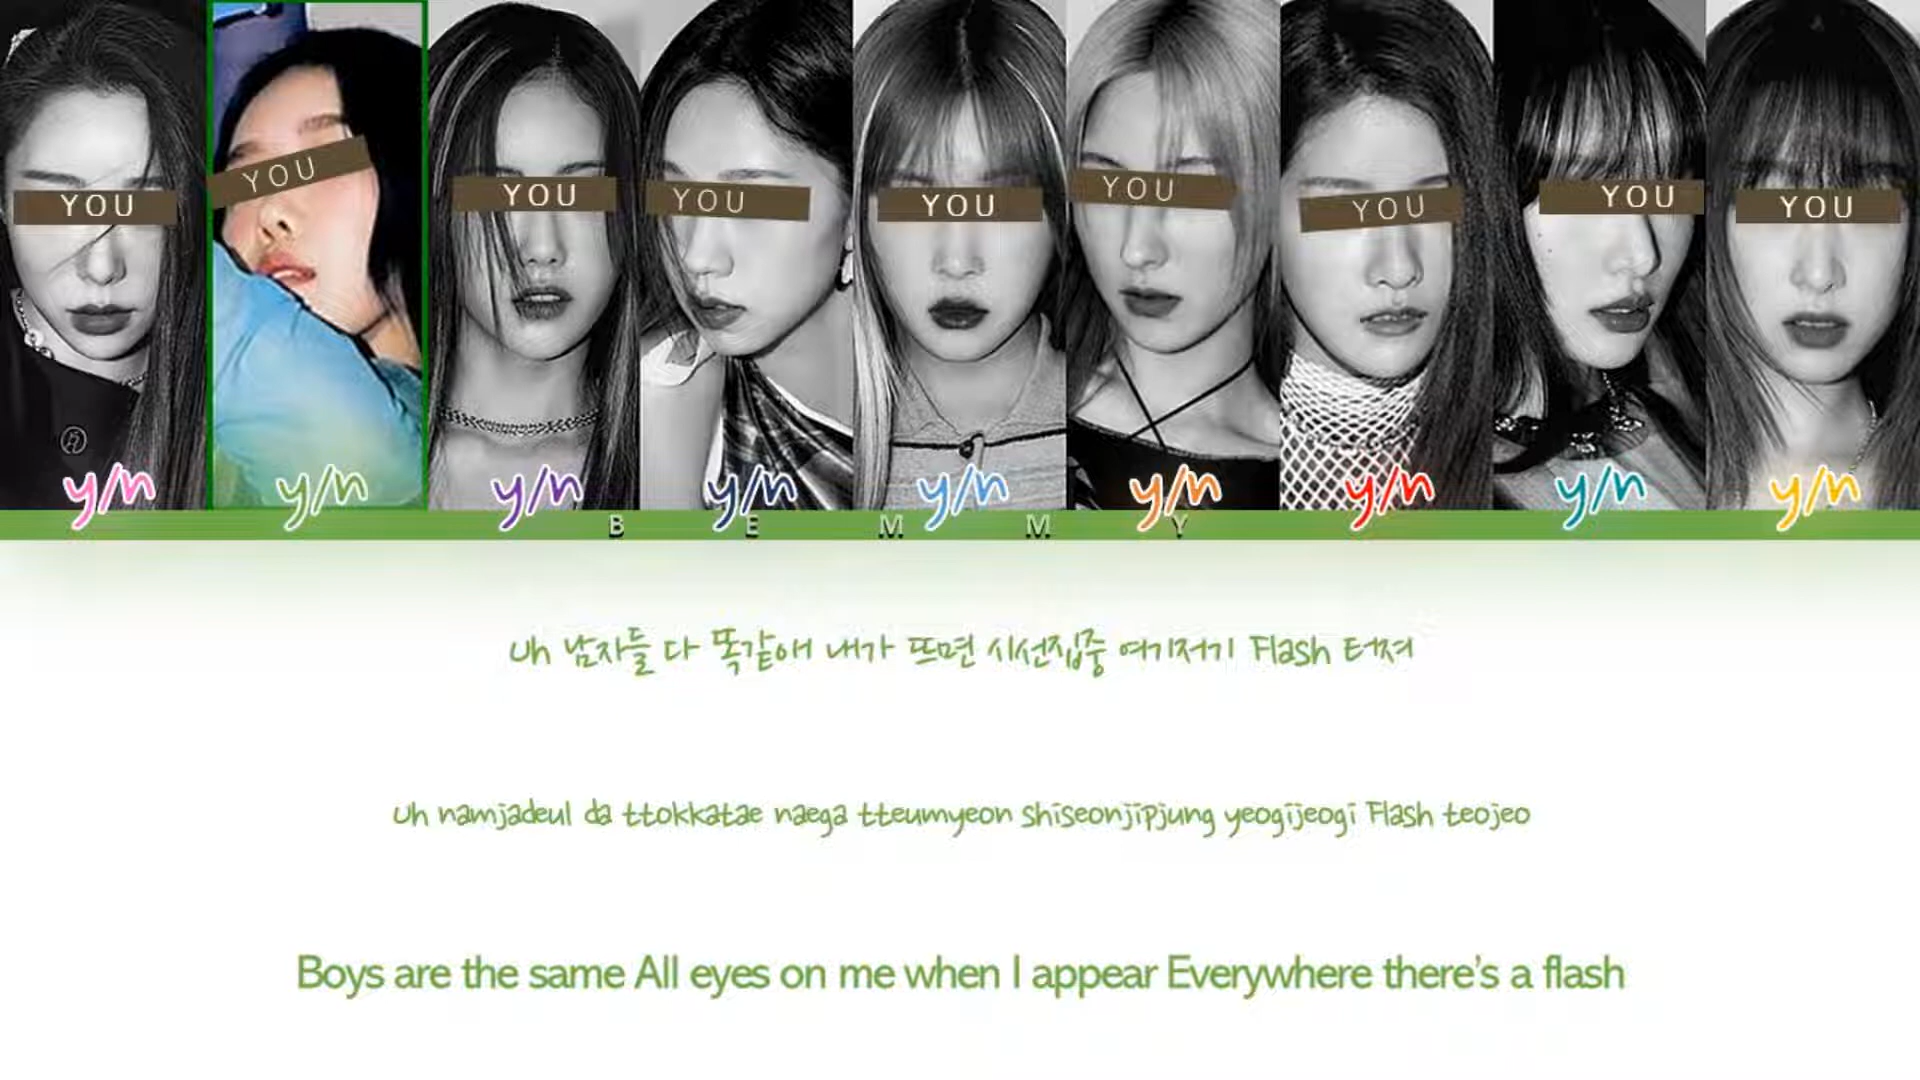 YOU YOU YOU YOU YOU YOU YOU YOU YOU
y/n y/n y/n y/n y/n y/n y/n y/n y/n
B E M M Y
Uh 남자들 다 똑같애 내가 뜨면 시선집중 여기저기 Flash 터져
Uh namjadeul da ttokkatae naega tteumyeon shiseonjipjung yeogijeogi Flash teojeo
Boys are the same All eyes on me when I appear Everywhere there's a flash